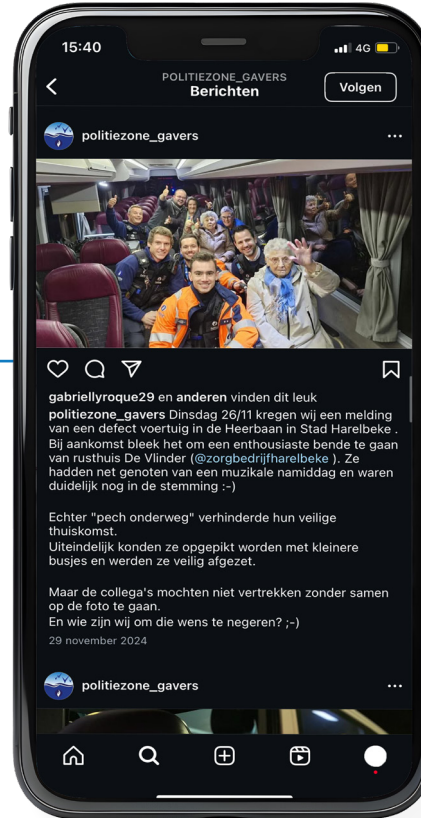 15:40
4G
POLITIEZONE_GAVERS
Berichten
Volgen
politiezone_gavers
gabriellyroque29 en anderen vinden dit leuk
politiezone_gavers Dinsdag 26/11 kregen wij een melding
van een defect voertuig in de Heerbaan in Stad Harelbeke .
Bij aankomst bleek het om een enthousiaste bende te gaan
van rusthuis De Vlinder (@zorgbedrijfharelbeke ). Ze
hadden net genoten van een muzikale namiddag en waren
duidelijk nog in de stemming :-)
Echter "pech onderweg" verhinderde hun veilige
thuiskomst.
Uiteindelijk konden ze opgepikt worden met kleinere
busjes en werden ze veilig afgezet.
Maar de collega's mochten niet vertrekken zonder samen
op de foto te gaan.
En wie zijn wij om die wens te negeren? ;-)
29 november 2024
politiezone_gavers